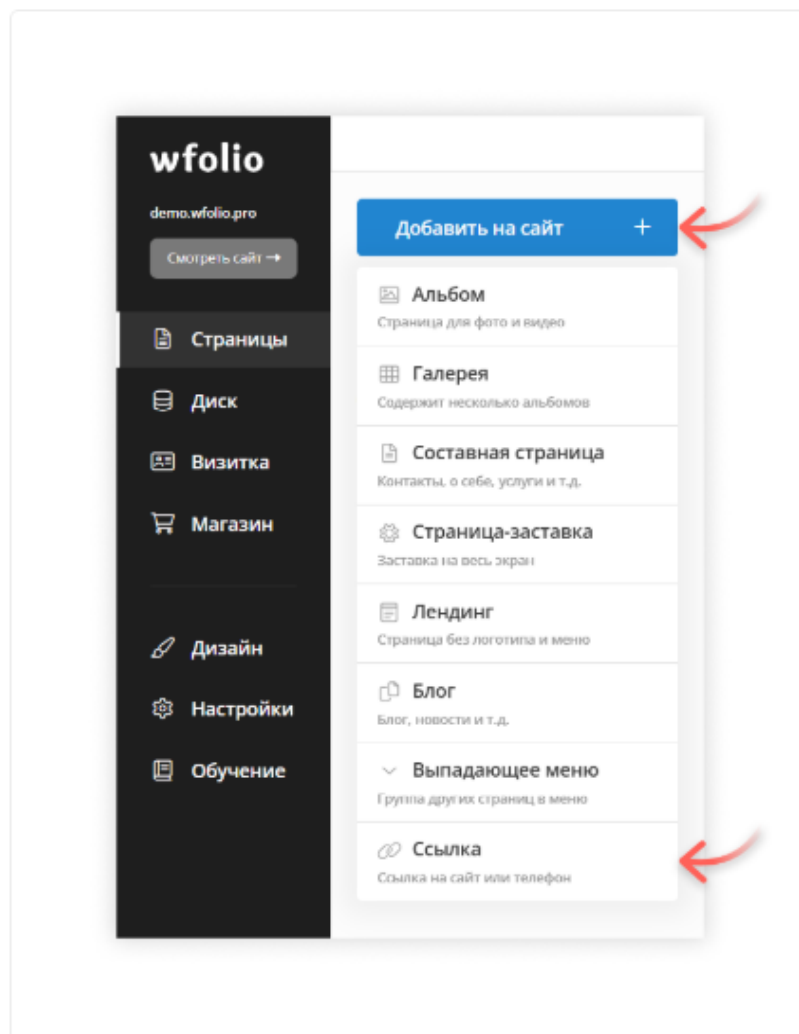 wfolio
demo.wfolio.pro
Смотреть сайт →
Страницы
Диск
Визитка
Магазин
Дизайн
Настройки
Обучение
Добавить на сайт +
Альбом
Страница для фото и видео
Галерея
Содержит несколько альбомов
Составная страница
Контакты, о себе, услуги и т.д.
Страница-заставка
Заставка на весь экран
Лендинг
Страница без логотипа и меню
Блог
Блог, новости и т.д.
Выпадающее меню
Группа других страниц в меню
Ссылка
Ссылка на сайт или телефон